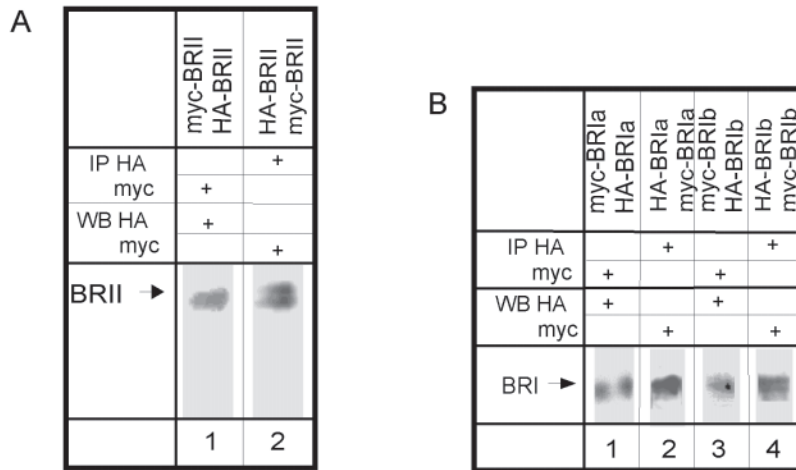 A
myc-BRII
HA-BRII
HA-BRII
myc-BRII
IP HA +
myc +
WB HA +
myc +
BRII
1 2
B
myc-BRIa
HA-BRIa
HA-BRIa
myc-BRIa
myc-BRIb
HA-BRIb
HA-BRIb
myc-BRIb
IP HA + +
myc + +
WB HA + +
myc + +
BRI
1 2 3 4